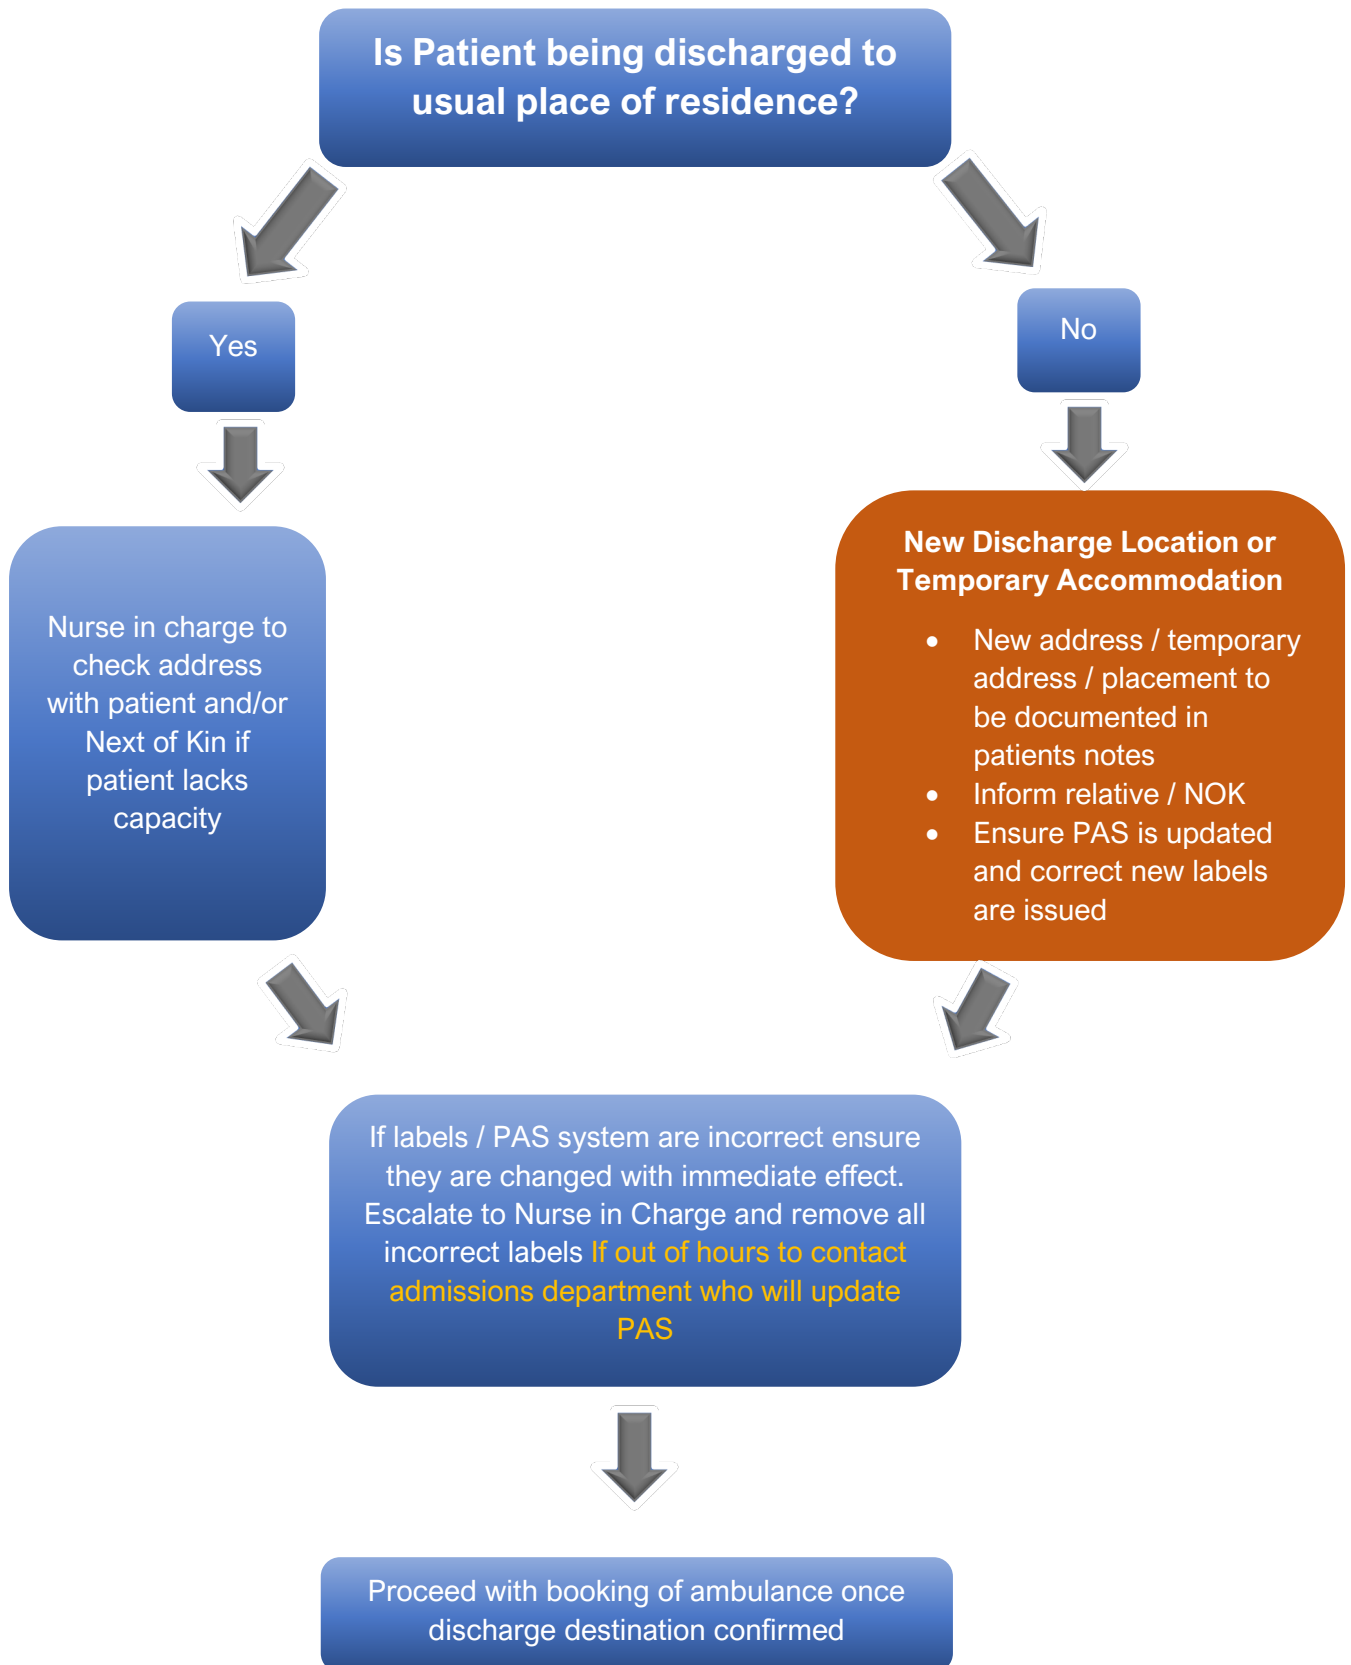 Is Patient being discharged to
usual place of residence?
Yes
No
Nurse in charge to
check address
with patient and/or
Next of Kin if
patient lacks
capacity
New Discharge Location or
Temporary Accommodation
• New address / temporary
address / placement to
be documented in
patients notes
• Inform relative / NOK
• Ensure PAS is updated
and correct new labels
are issued
If labels / PAS system are incorrect ensure
they are changed with immediate effect.
Escalate to Nurse in Charge and remove all
incorrect labels If out of hours to contact
admissions department who will update
PAS
Proceed with booking of ambulance once
discharge destination confirmed